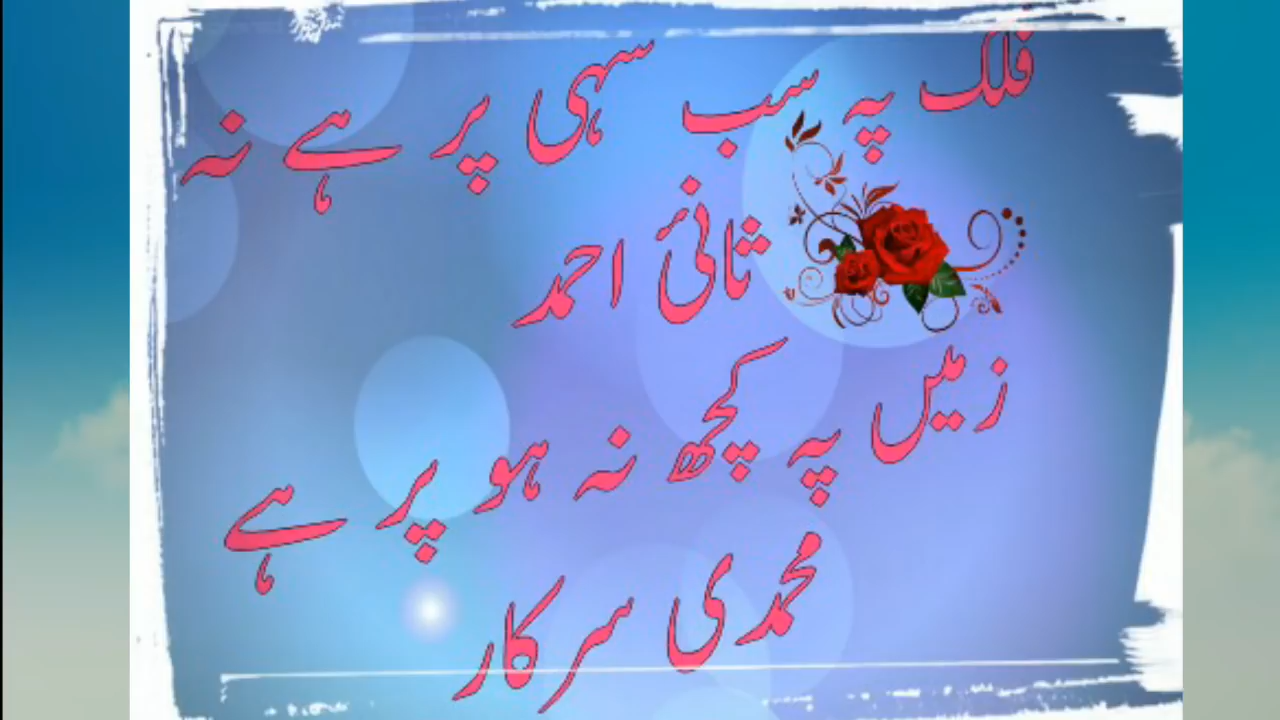 فلک پہ سب سہی پر ہے نہ
ثانئ احمد
زمیں پہ کچھ نہ ہو پر ہے
محمدی سرکار